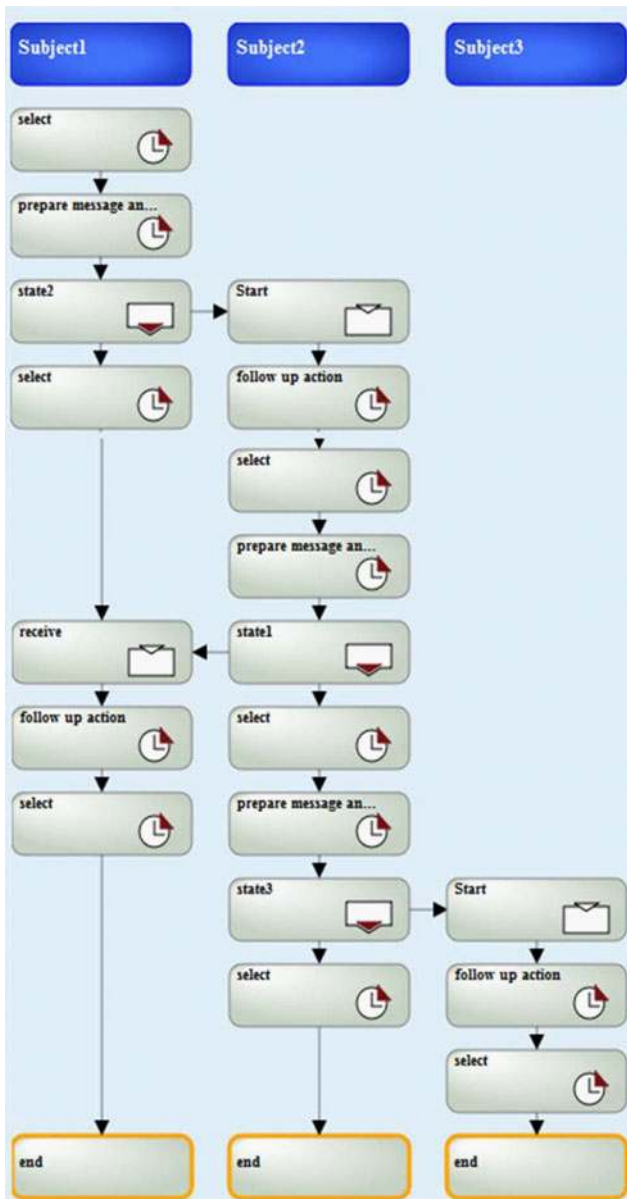 Subject1
Subject2
Subject3
select
prepare message an...
state2
Start
select
follow up action
select
prepare message an...
receive
state1
follow up action
select
select
prepare message an...
state3
Start
select
follow up action
select
end
end
end